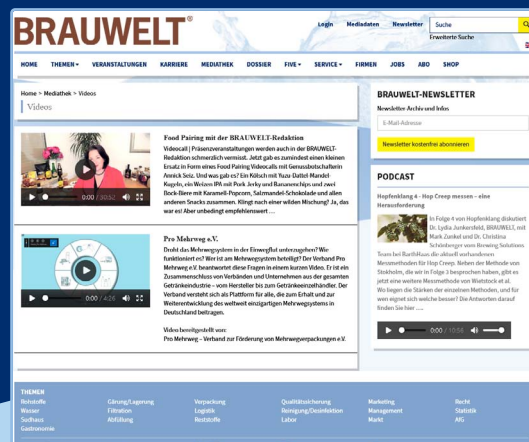 BRAUWELT®
Login Mediadaten Newsletter Suche
Erweiterte Suche
HOME THEMEN VERANSTALTUNGEN KARRIERE MEDIATHEK DOSSIER FIVE SERVICE FIRMEN JOBS ABO SHOP
Home > Mediathek > Videos
Videos
Food Pairing mit der BRAUWELT-Redaktion
Videocall | Präsenzveranstaltungen werden auch in der BRAUWELT-
Redaktion schmerzlich vermisst. Jetzt gab es zumindest einen kleinen
Ersatz in Form eines Food Pairing Videocalls mit Genussbotschafterin
Annick Seiz. Und was gab es? Ein Kölsch mit Yuzu-Dattel-Mandel-
Kugeln, ein Weizen IPA mit Pork Jerky und Bananenchips und zwei
Bock-Biere mit Karamell-Popcorn, Salzmandel-Schokolade und allen
anderen Snacks zusammen. Klingt nach einer wilden Mischung? Ja, das
war es! Aber unbedingt empfehlenswert ...
0:00 / 30:52
Pro Mehrweg e.V.
Droht das Mehrwegsystem in der Einwegflut unterzugehen? Wie
funktioniert es? Wer ist am Mehrwegsystem beteiligt? Der Verband Pro
Mehrweg e.V. beantwortet diese Fragen in einem kurzen Video. Er ist ein
Zusammenschluss von Verbänden und Unternehmen aus der gesamten
Getränkeindustrie – vom Hersteller bis zum Getränkeeinzelhändler. Der
Verband versteht sich als Plattform für alle, die zum Erhalt und zur
Weiterentwicklung des weltweit einzigartigen Mehrwegsystems in
Deutschland beitragen.
0:00 / 4:26
Video bereitgestellt von:
Pro Mehrweg – Verband zur Förderung von Mehrwegverpackungen e.V.
BRAUWELT-NEWSLETTER
Newsletter-Archiv und Infos
E-Mail-Adresse
Newsletter kostenfrei abonnieren
PODCAST
Hopfenklang 4 - Hop Creep messen – eine
Herausforderung
In Folge 4 von Hopfenklang diskutiert
Dr. Lydia Junkersfeld, BRAUWELT, mit
Mark Zunkel und Dr. Christina
Schönberger vom Brewing Solutions
Team bei BarthHaas die aktuell vorhandenen
Messmethoden für Hop Creep. Neben der Methode von
Stokholm, die wir in Folge 3 besprochen haben, gibt es
jetzt eine weitere Messmethode von Wietstock et al.
Wo liegen die Stärken der einzelnen Methoden, und für
wen eignet sich welche besser? Die Antworten darauf
finden Sie hier ....
0:00 / 10:56
THEMEN
Rohstoffe Gärung/Lagerung Verpackung Qualitätssicherung Marketing Recht
Wasser Filtration Logistik Reinigung/Desinfektion Management Statistik
Sudhaus Abfüllung Reststoffe Labor Markt AfG
Gastronomie